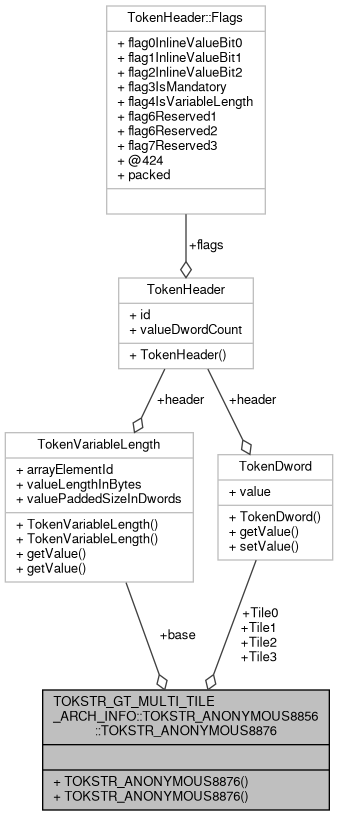 TokenHeader::Flags
+ flag0InlineValueBit0
+ flag1InlineValueBit1
+ flag2InlineValueBit2
+ flag3IsMandatory
+ flag4IsVariableLength
+ flag6Reserved1
+ flag6Reserved2
+ flag7Reserved3
+ @424
+ packed
+flags
TokenHeader
+ id
+ valueDwordCount
+ TokenHeader()
+header
+header
TokenVariableLength
+ arrayElementId
+ valueLengthInBytes
+ valuePaddedSizeInDwords
+ TokenVariableLength()
+ TokenVariableLength()
+ getValue()
+ getValue()
TokenDword
+ value
+ TokenDword()
+ getValue()
+ setValue()
+base
+Tile0
+Tile1
+Tile2
+Tile3
TOKSTR_GT_MULTI_TILE
_ARCH_INFO::TOKSTR_ANONYMOUS8856
::TOKSTR_ANONYMOUS8876
+ TOKSTR_ANONYMOUS8876()
+ TOKSTR_ANONYMOUS8876()